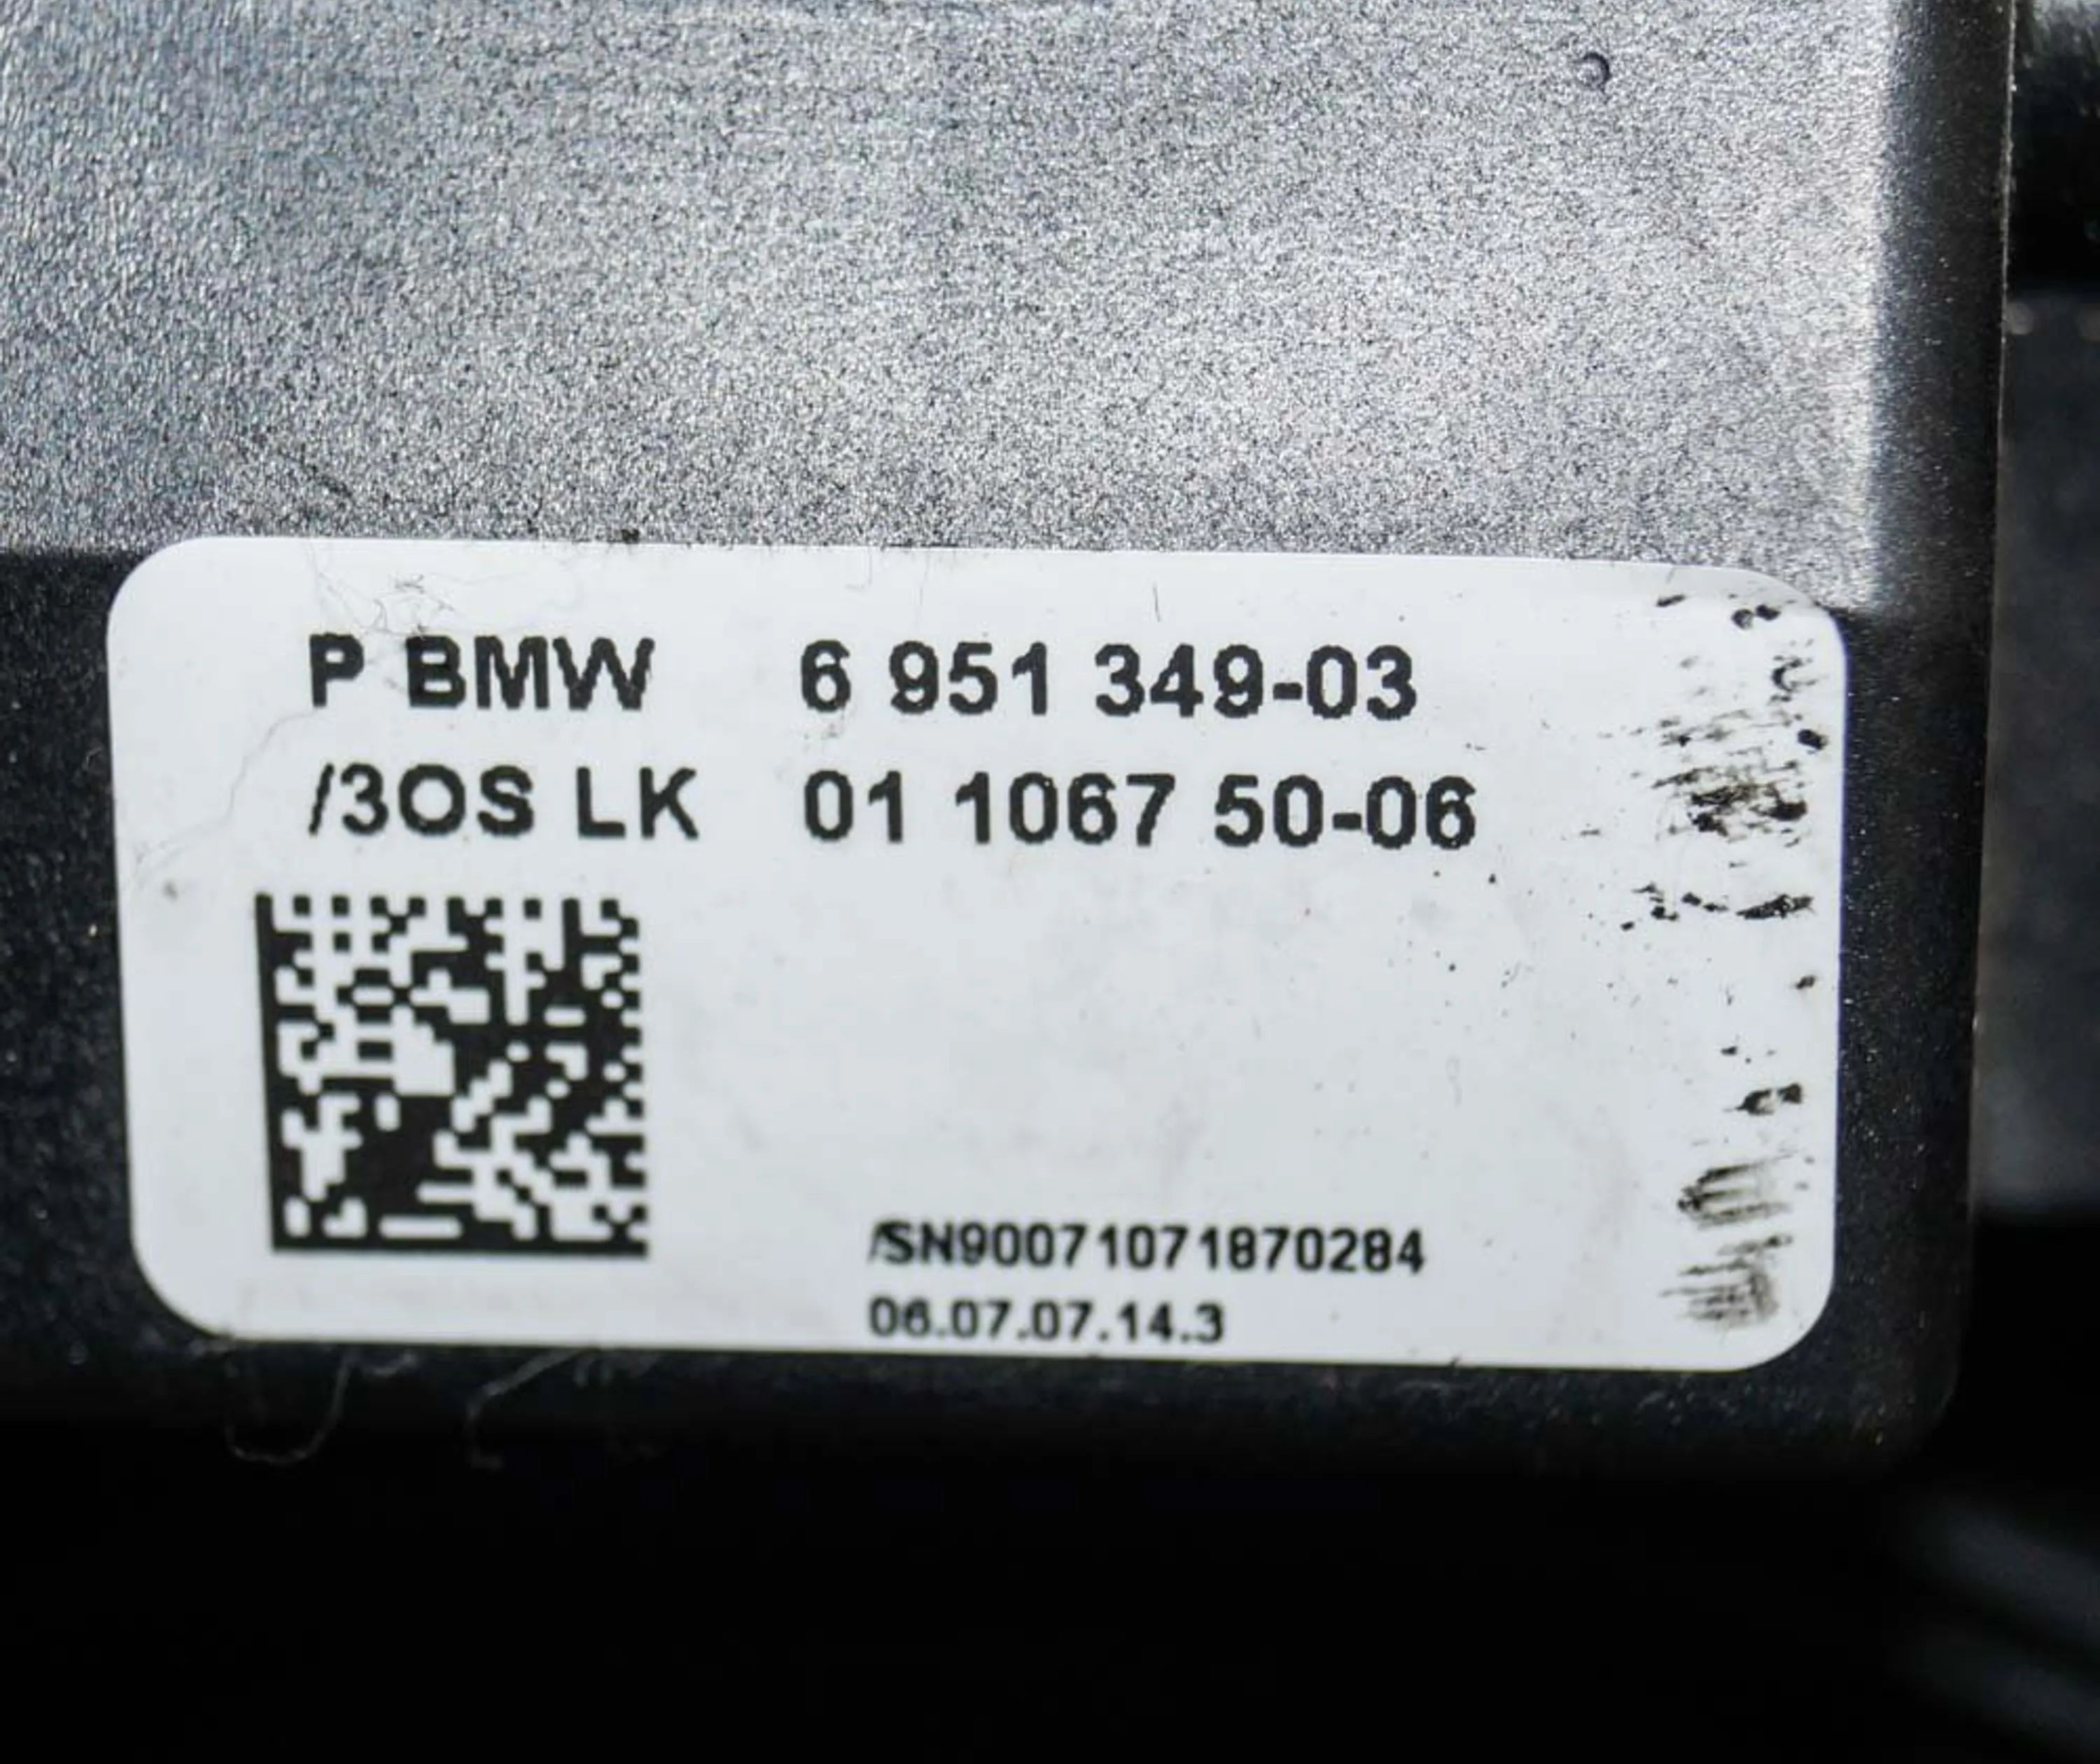 P BMW 6 951 349-03
/3OS LK 01 1067 50-06
/SN90071071870284
06.07.07.14.3